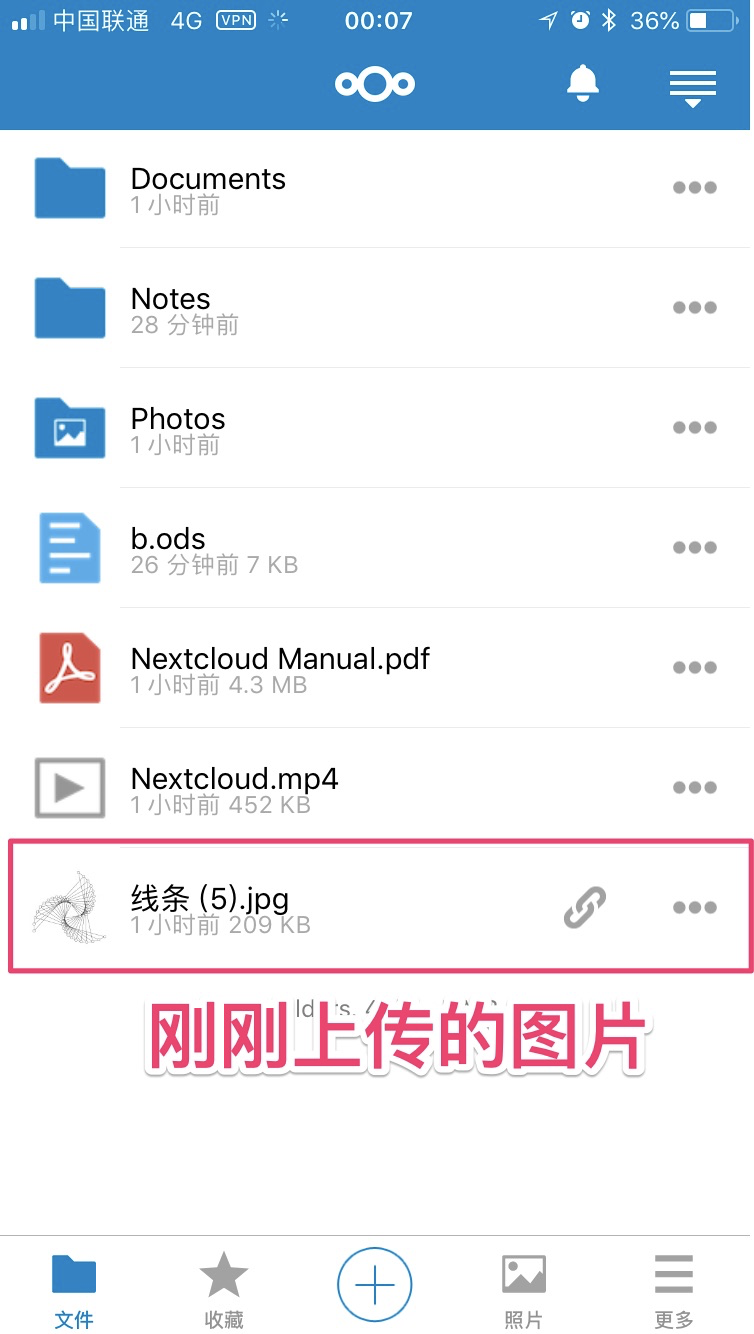 中国联通 4G VPN 00:07 36%
Documents
1 小时前
Notes
28 分钟前
Photos
1 小时前
b.ods
26 分钟前 7 KB
Nextcloud Manual.pdf
1 小时前 4.3 MB
Nextcloud.mp4
1 小时前 452 KB
线条 (5).jpg
1 小时前 209 KB
刚刚上传的图片
文件 收藏 照片 更多